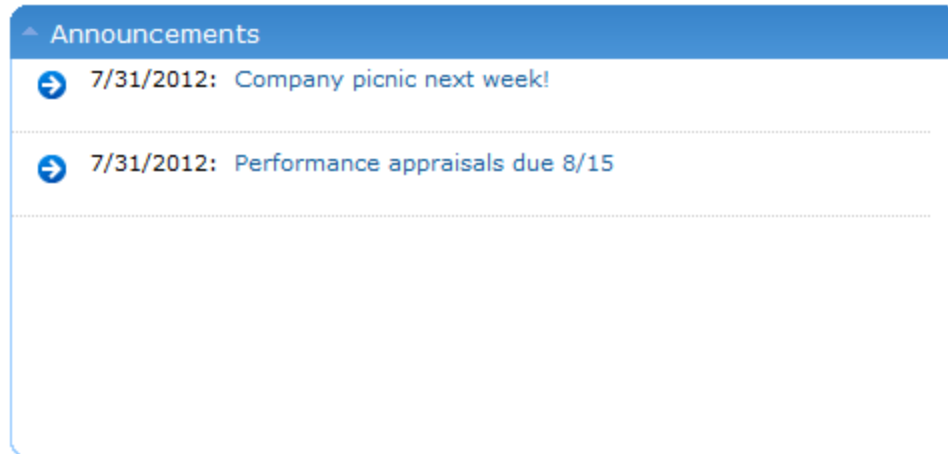 Announcements
7/31/2012: Company picnic next week!
7/31/2012: Performance appraisals due 8/15